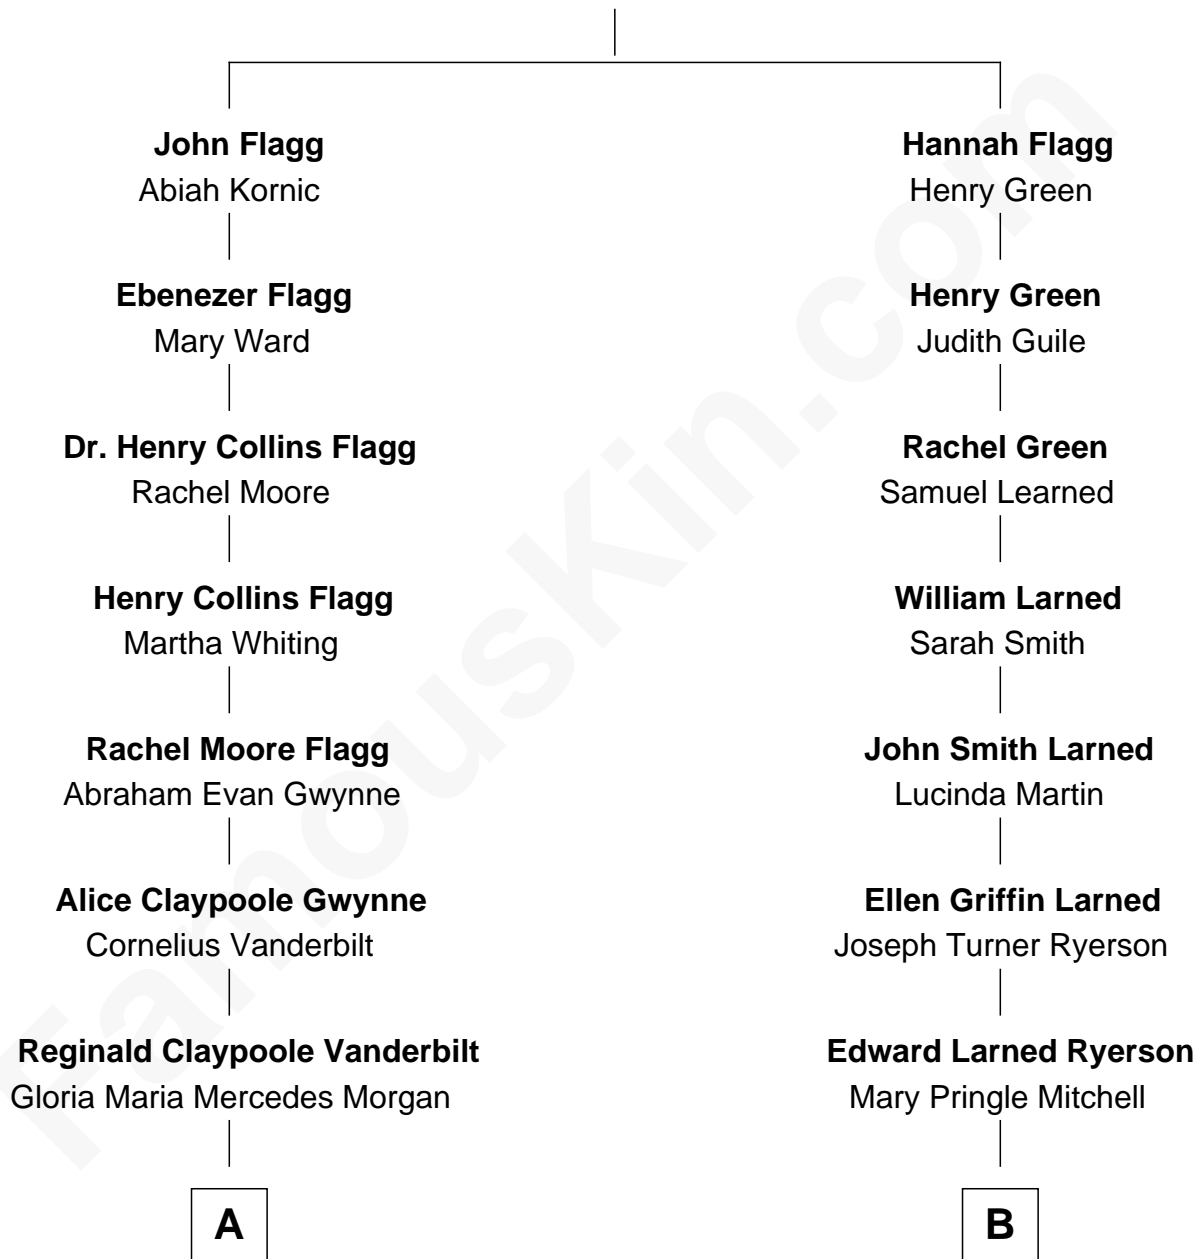 John Flagg
Abiah Kornic
Hannah Flagg
Henry Green
Ebenezer Flagg
Mary Ward
Henry Green
Judith Guile
Dr. Henry Collins Flagg
Rachel Moore
Rachel Green
Samuel Learned
Henry Collins Flagg
Martha Whiting
William Larned
Sarah Smith
Rachel Moore Flagg
Abraham Evan Gwynne
John Smith Larned
Lucinda Martin
Alice Claypoole Gwynne
Cornelius Vanderbilt
Ellen Griffin Larned
Joseph Turner Ryerson
Reginald Claypoole Vanderbilt
Gloria Maria Mercedes Morgan
Edward Larned Ryerson
Mary Pringle Mitchell
A
B
FamousKin.com